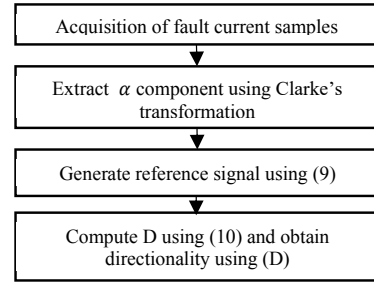 Acquisition of fault current samples
Extract α component using Clarke's
transformation
Generate reference signal using (9)
Compute D using (10) and obtain
directionality using (D)